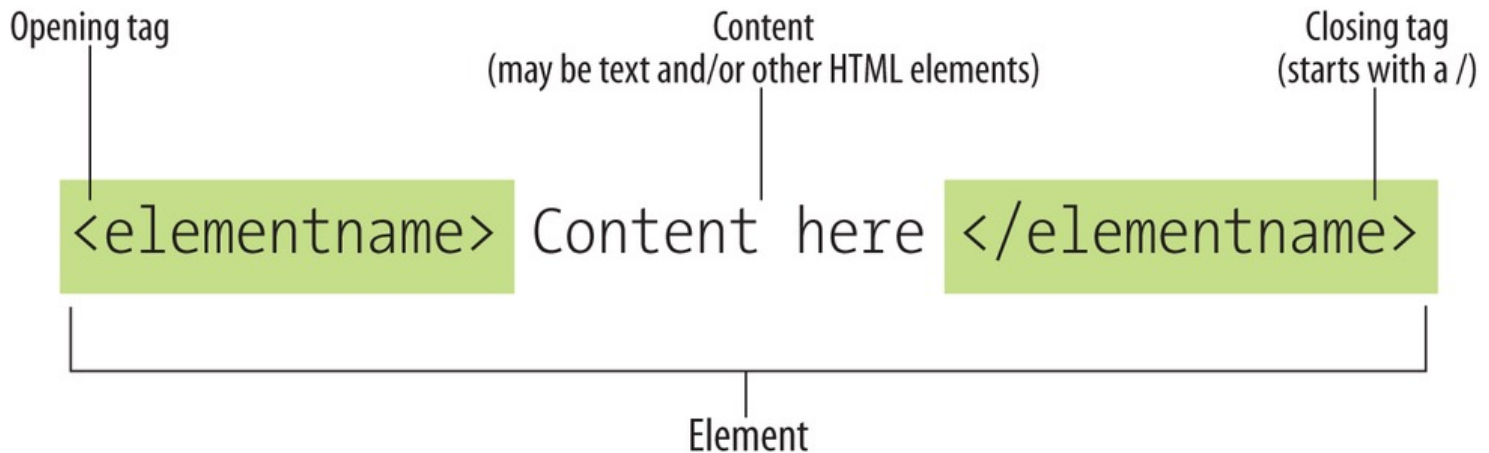 Opening tag
Content
(may be text and/or other HTML elements)
Closing tag
(starts with a /)
<elementname> Content here </elementname>
Element